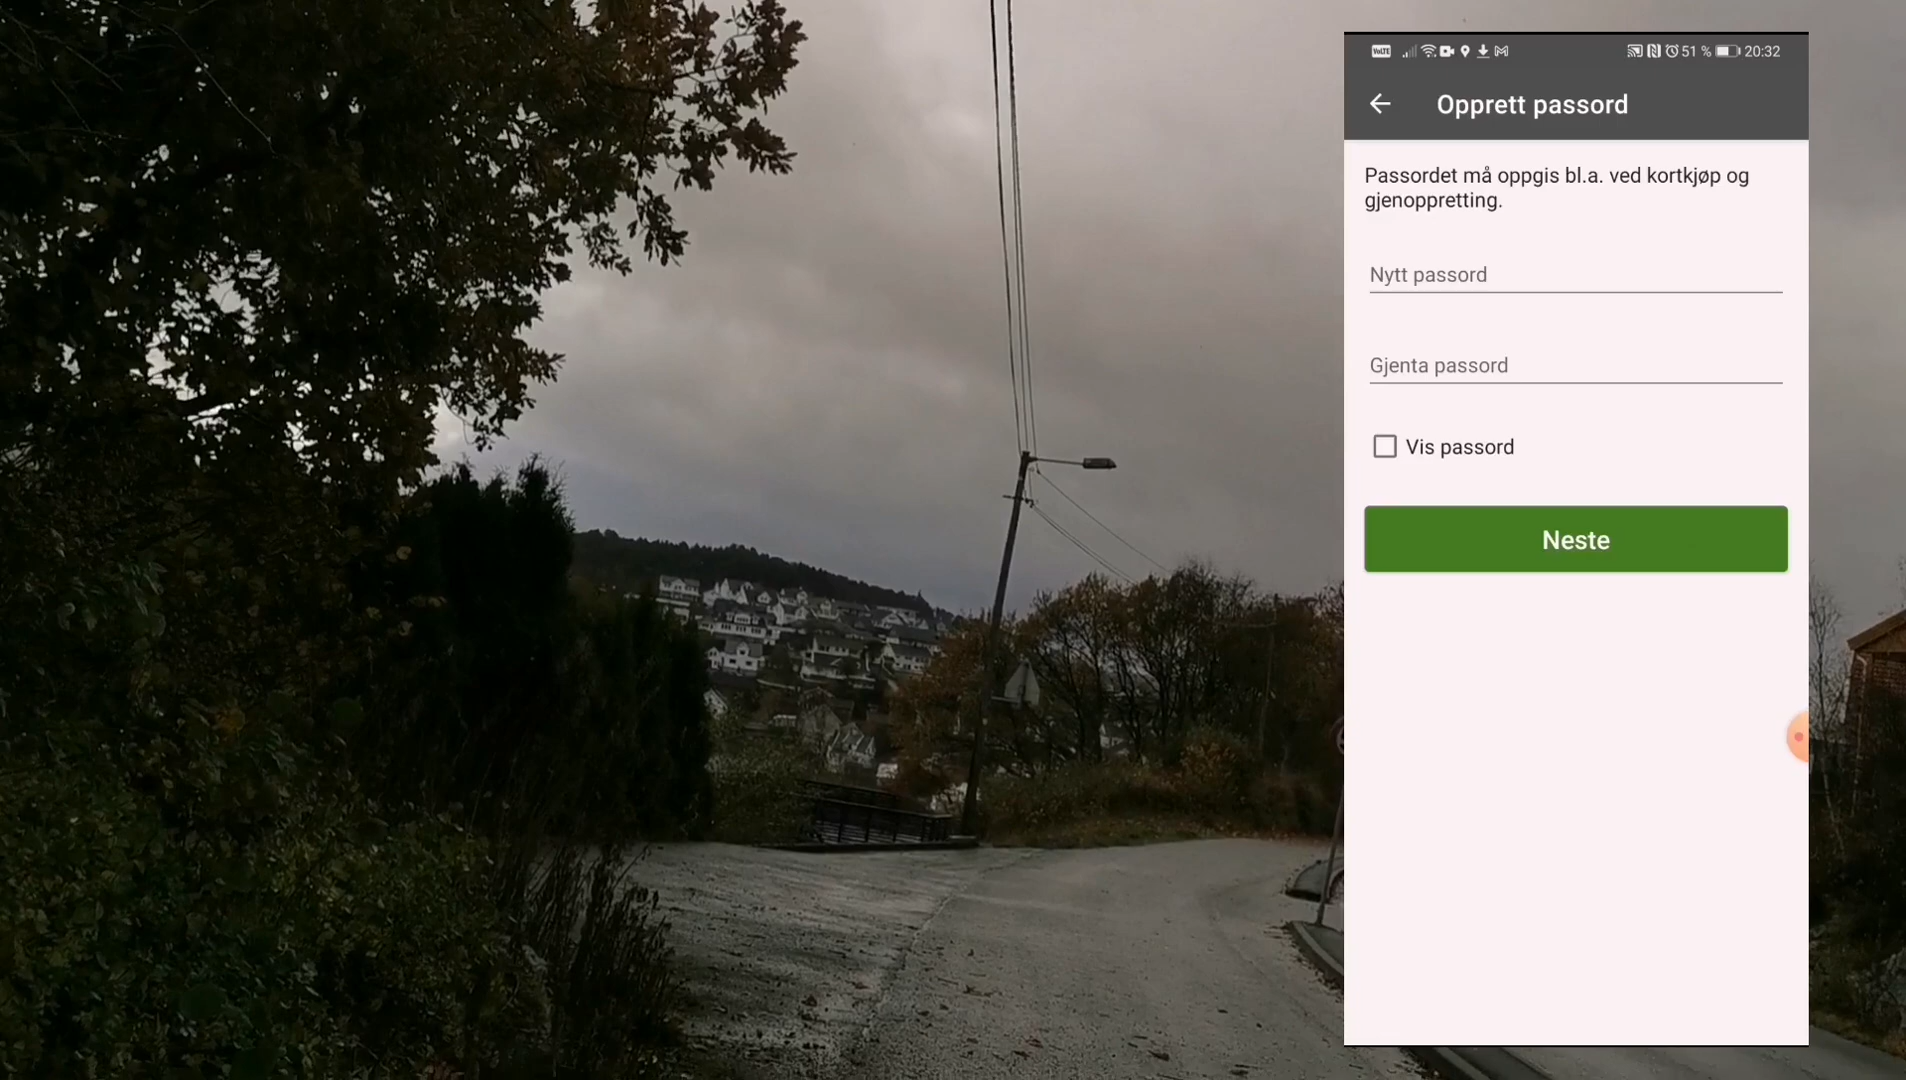 VoLTE 51 % 20:32
Opprett passord
Passordet må oppgis bl.a. ved kortkjøp og
gjenoppretting.
Nytt passord
Gjenta passord
Vis passord
Neste